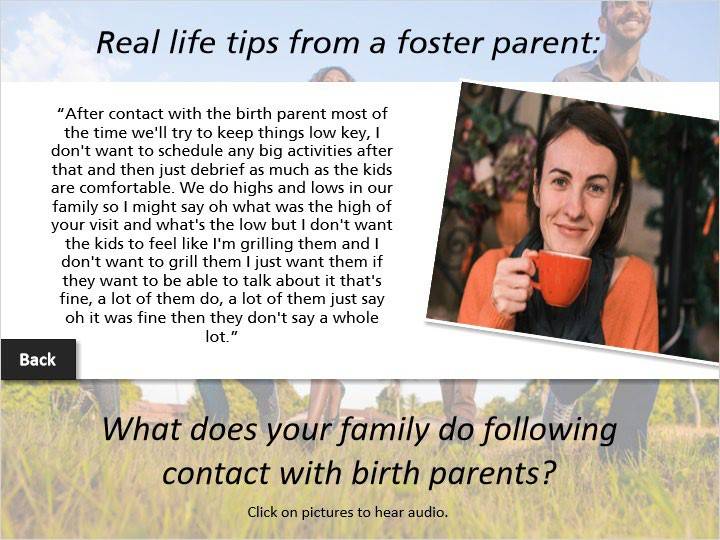 Real life tips from a foster parent:
“After contact with the birth parent most of
the time we'll try to keep things low key, I
don't want to schedule any big activities after
that and then just debrief as much as the kids
are comfortable. We do highs and lows in our
family so I might say oh what was the high of
your visit and what's the low but I don't want
the kids to feel like I'm grilling them and I
don't want to grill them I just want them if
they want to be able to talk about it that's
fine, a lot of them do, a lot of them just say
oh it was fine then they don't say a whole
lot.”
Back
What does your family do following
contact with birth parents?
Click on pictures to hear audio.